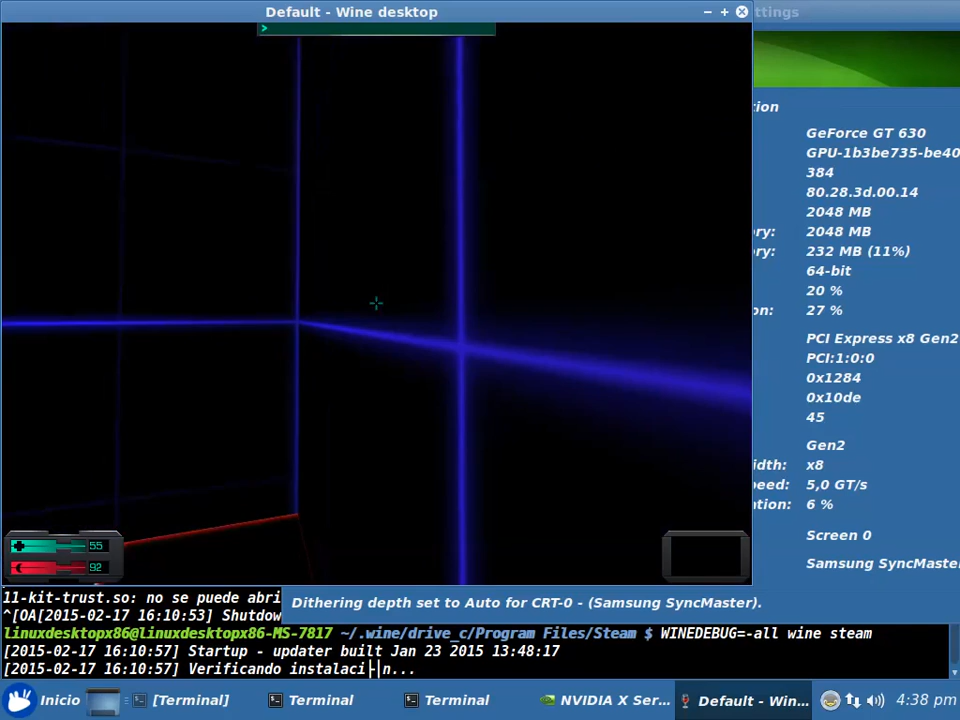 Default - Wine desktop
ttings
>
tion
GeForce GT 630
GPU-1b3be735-be40
384
80.28.3d.00.14
2048 MB
ory: 2048 MB
ory: 232 MB (11%)
64-bit
20 %
on: 27 %
PCI Express x8 Gen2
PCI:1:0:0
0x1284
0x10de
45
Gen2
idth: x8
peed: 5,0 GT/s
ation: 6 %
Screen 0
Samsung SyncMaste
55
92
11-kit-trust.so: no se puede abri
^[OA[2015-02-17 16:10:53] Shutdow
Dithering depth set to Auto for CRT-0 - (Samsung SyncMaster).
linuxdesktopx86@linuxdesktopx86-MS-7817 ~/.wine/drive_c/Program Files/Steam $ WINEDEBUG=-all wine steam
[2015-02-17 16:10:57] Startup - updater built Jan 23 2015 13:48:17
[2015-02-17 16:10:57] Verificando instalaci├│n...
Inicio
[Terminal]
Terminal
Terminal
NVIDIA X Ser...
Default - Win...
4:38 pm